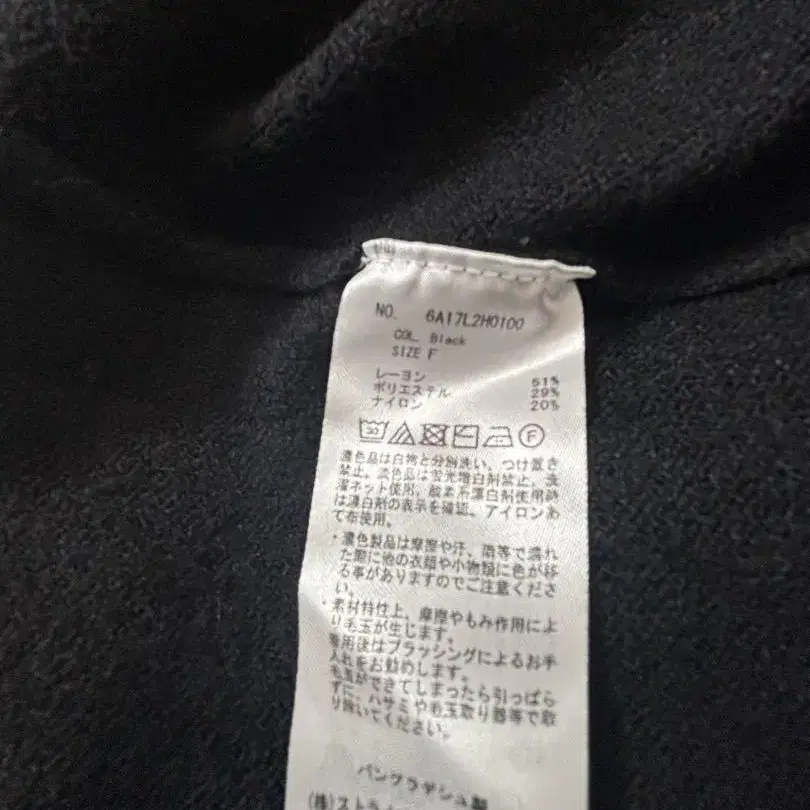 NO. 6A17L2H0100
COL. Black
SIZE F
レーヨン 51%
ポリエステル 29%
ナイロン 20%
30
F
濃色品は白物と分別洗い、つけ置き
禁止。淡色品は蛍光増白剤禁止。洗
濯ネット使用。酸素系漂白剤使用時
は漂白剤の表示を確認。アイロンあ
て布使用。
・濃色製品は摩擦や汗、雨等で濡れ
た際に他の衣類や小物類に色が移
る事がありますのでご注意くださ
い。
・素材特性上、摩擦やもみ作用によ
り毛玉が生じます。
着用後はブラッシングによるお手
入れをお勧めします。
毛玉ができてしまったら引っぱら
ずに、ハサミや毛玉取り器等で取
り除いてください。
バングラデシュ製
(株)ストライ